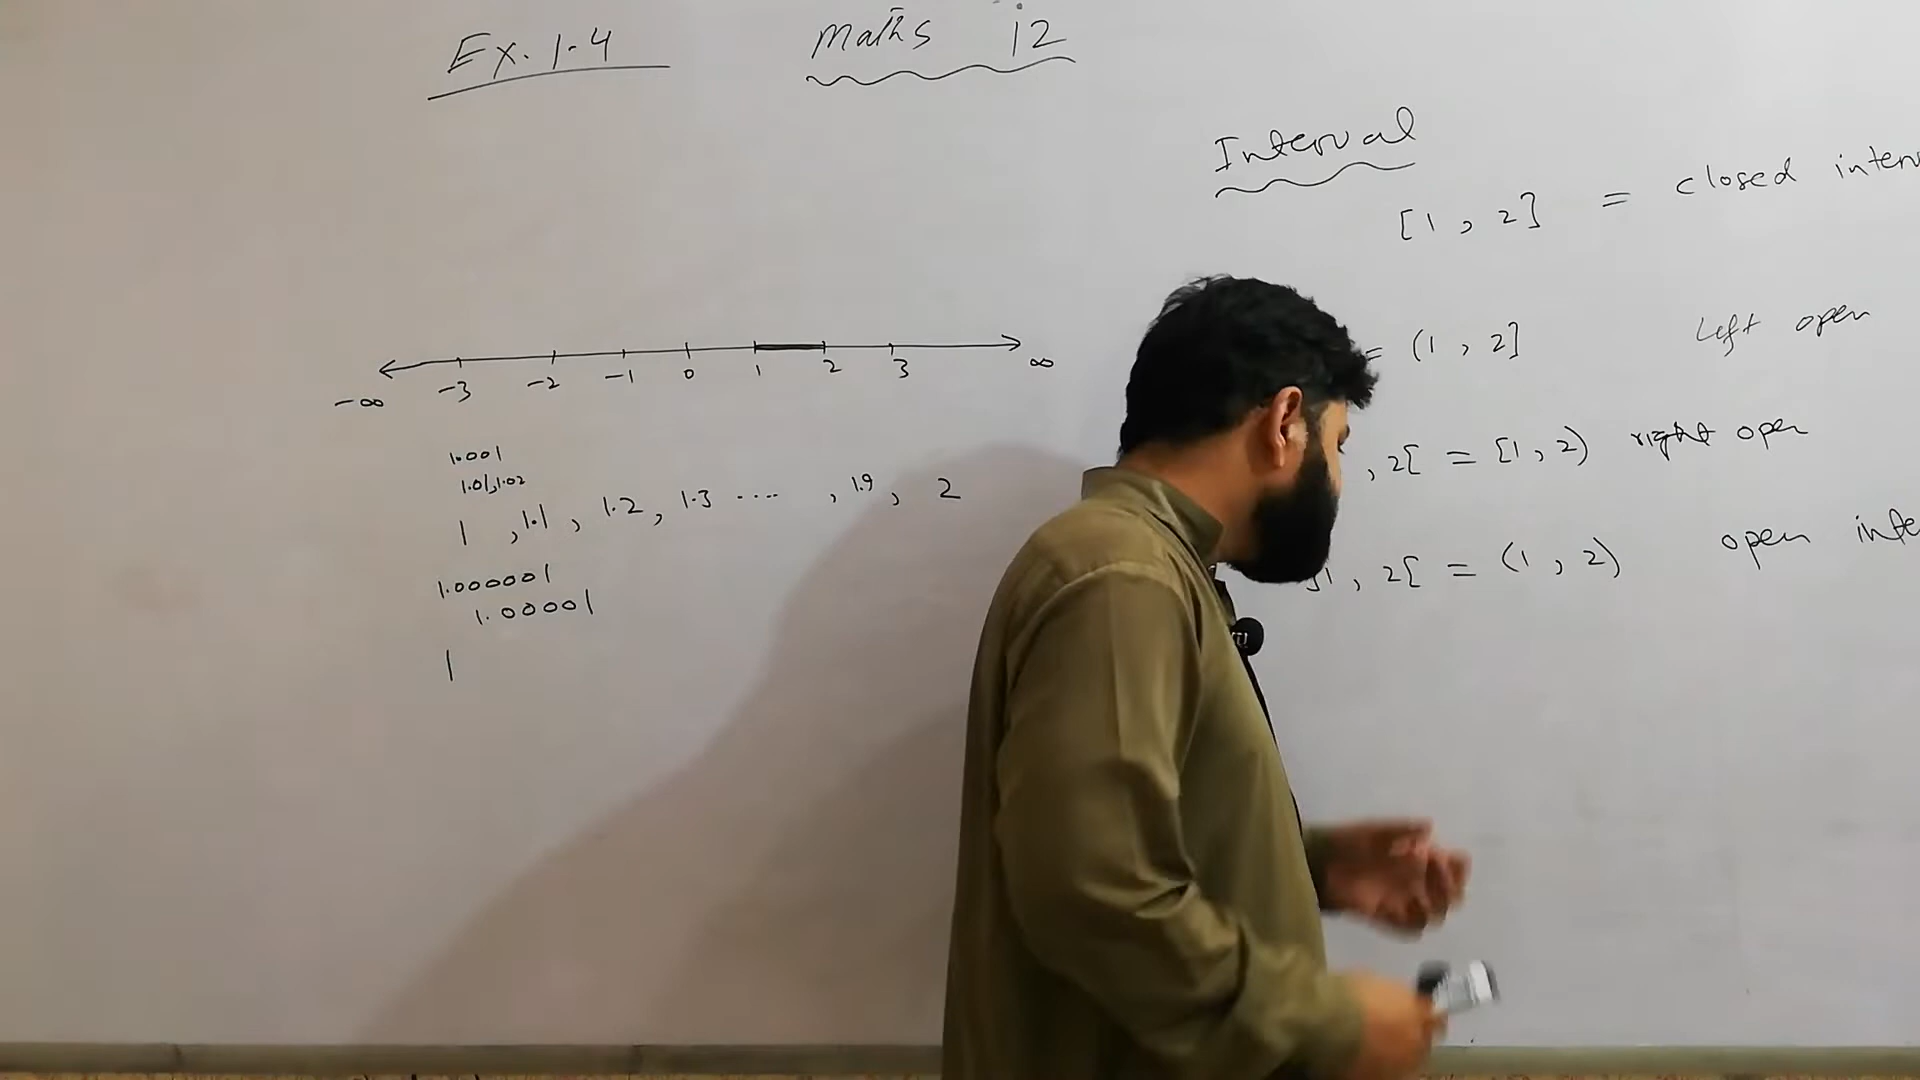 Ex. 1.4
Maths 12
Interval
[1 , 2] = closed
= (1 , 2] Left open
, 2[ = [1 , 2) right open
]1 , 2[ = (1 , 2) open
-∞ -3 -2 -1 0 1 2 3 ∞
1.001
1.01,1.02
1 , 1.1 , 1.2 , 1.3 .... , 1.9 , 2
1.000001
1.00001
1